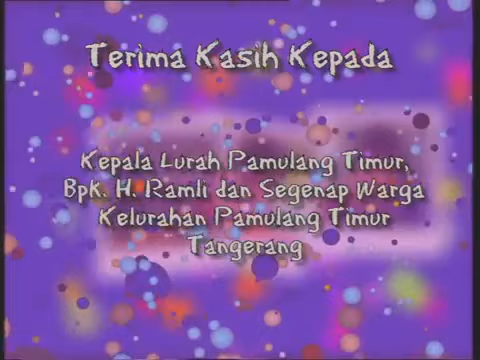 Terima Kasih Kepada
Kepala Lurah Pamulang Timur,
Bpk. H. Ramli dan Segenap Warga
Kelurahan Pamulang Timur
Tangerang